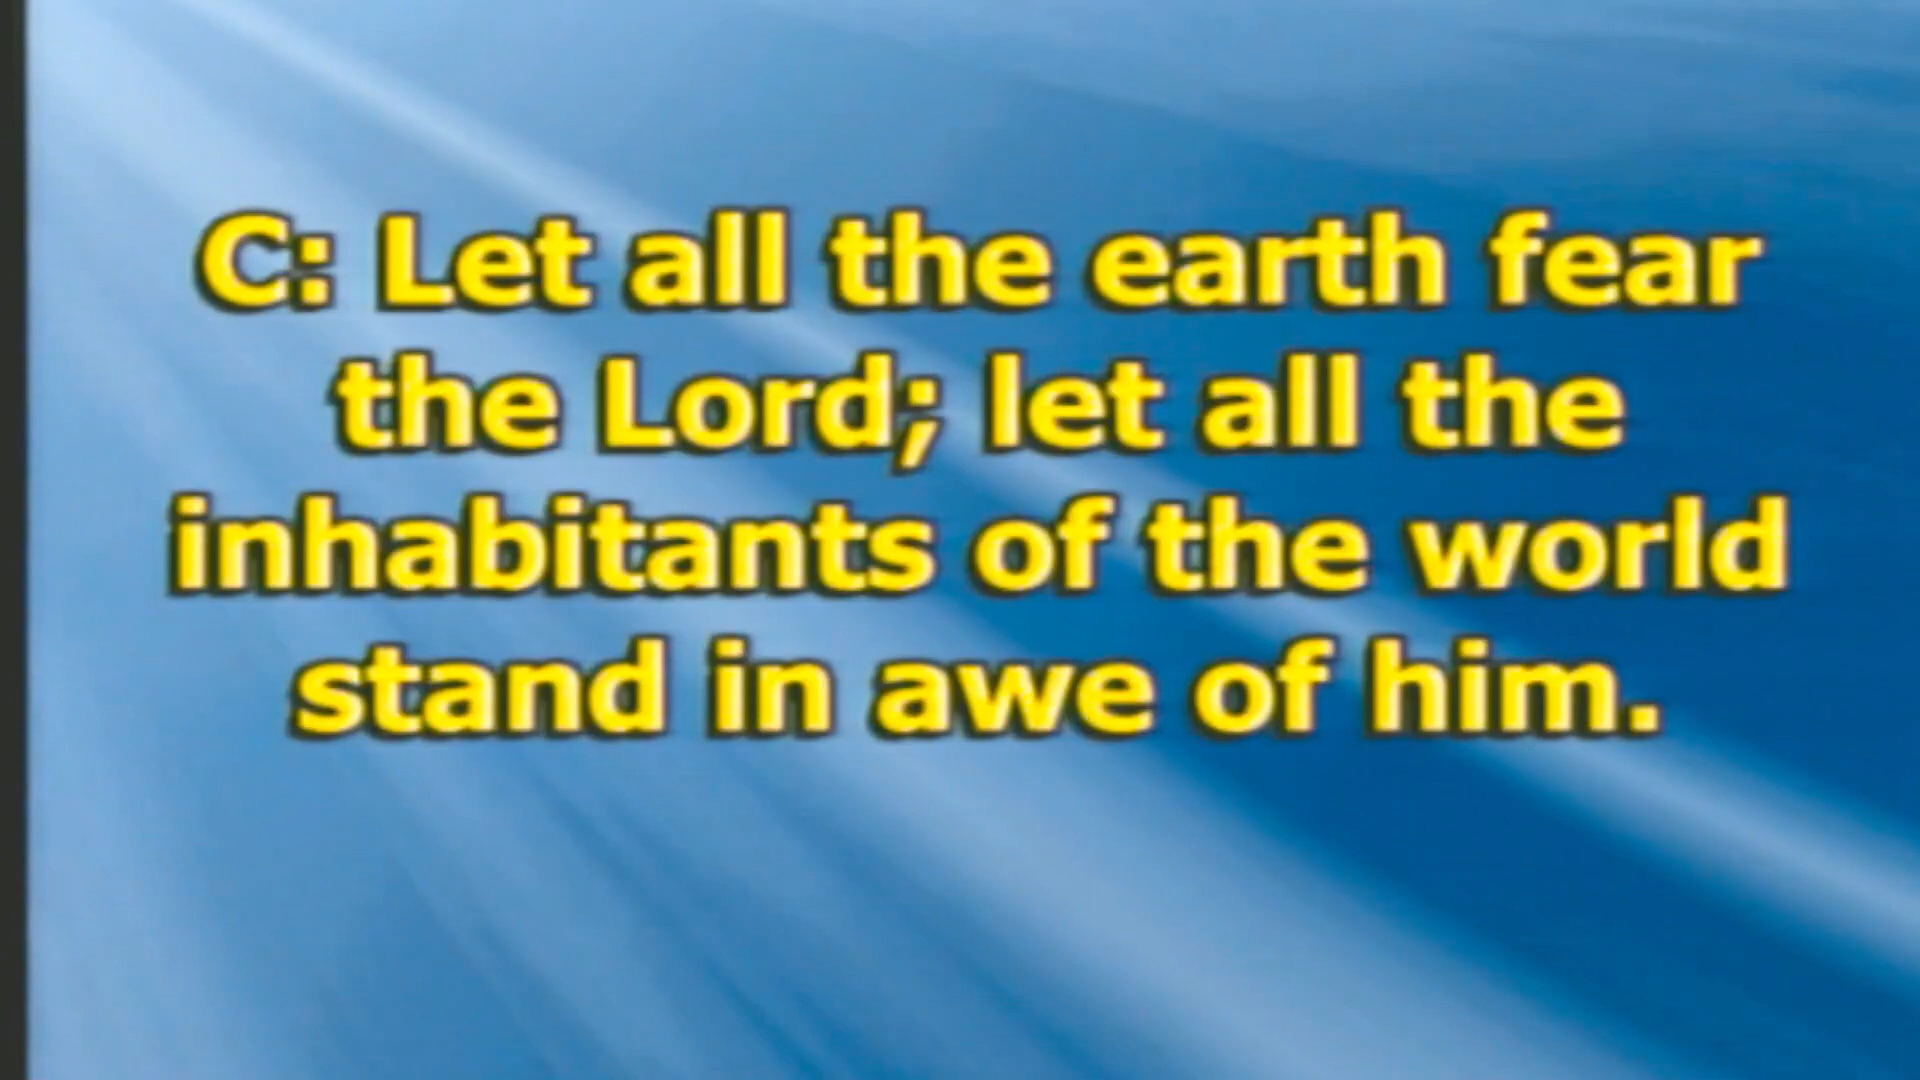 C: Let all the earth fear
the Lord; let all the
inhabitants of the world
stand in awe of him.